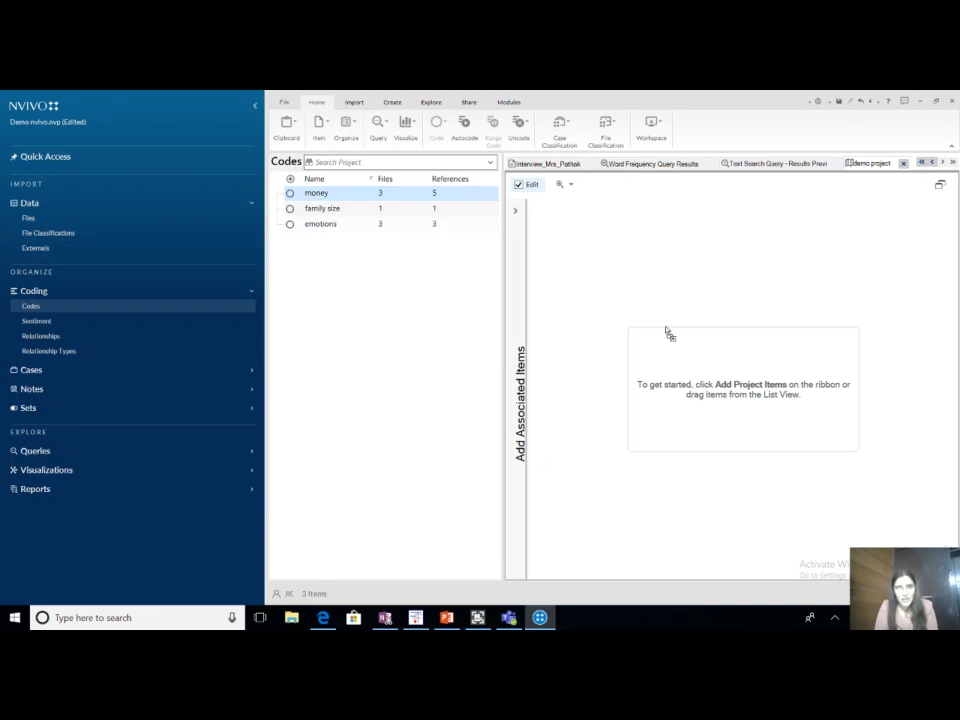 NVIVO
Demo nvivo.nvp (Edited)
Quick Access
IMPORT
Data
Files
File Classifications
Externals
ORGANIZE
Coding
Codes
Sentiment
Relationships
Relationship Types
Cases
Notes
Sets
EXPLORE
Queries
Visualizations
Reports
File Home Import Create Explore Share Modules
Clipboard Item Organize Query Visualize Code Autocode Range Code Uncode Case Classification File Classification Workspace
Codes Search Project
Name Files References
money 3 5
family size 1 1
emotions 3 3
JK 3 Items
Interview_Mrs_Pathak Word Frequency Query Results Text Search Query - Results Previ demo project
Edit
Add Associated Items
To get started, click Add Project Items on the ribbon or
drag items from the List View.
Activate Wi
Go to Settings
Type here to search